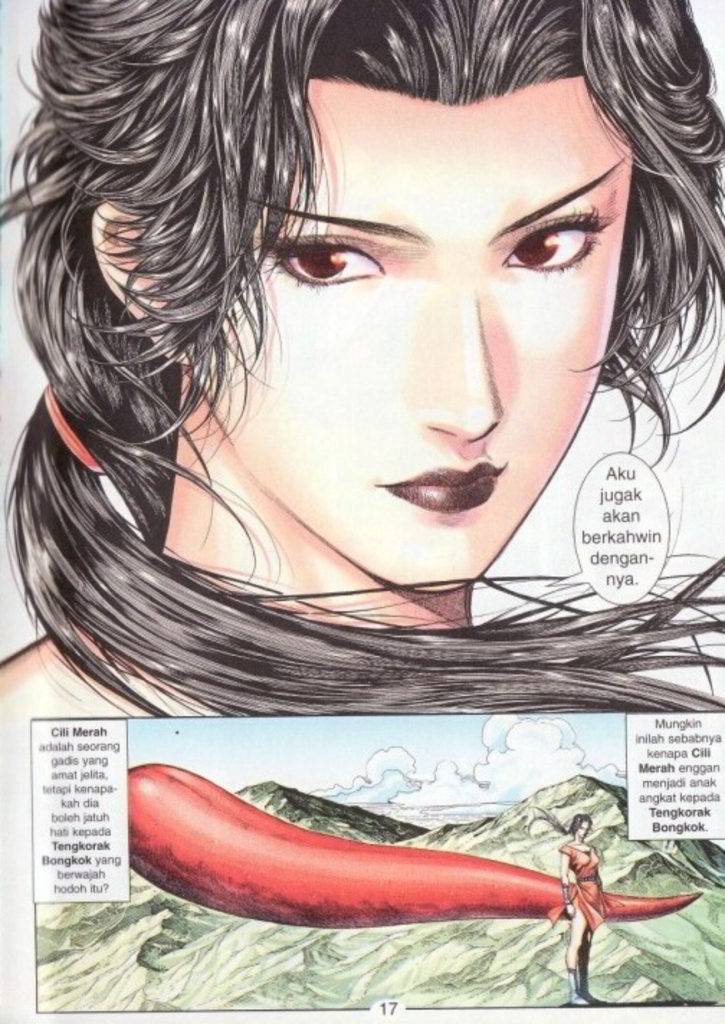 Aku
jugak
akan
berkahwin
dengan-
nya.
Cili Merah
adalah seorang
gadis yang
amat jelita,
tetapi kenapa-
kah dia
boleh jatuh
hati kepada
Tengkorak
Bongkok yang
berwajah
hodoh itu?
Mungkin
inilah sebabnya
kenapa Cili
Merah enggan
menjadi anak
angkat kepada
Tengkorak
Bongkok.
17